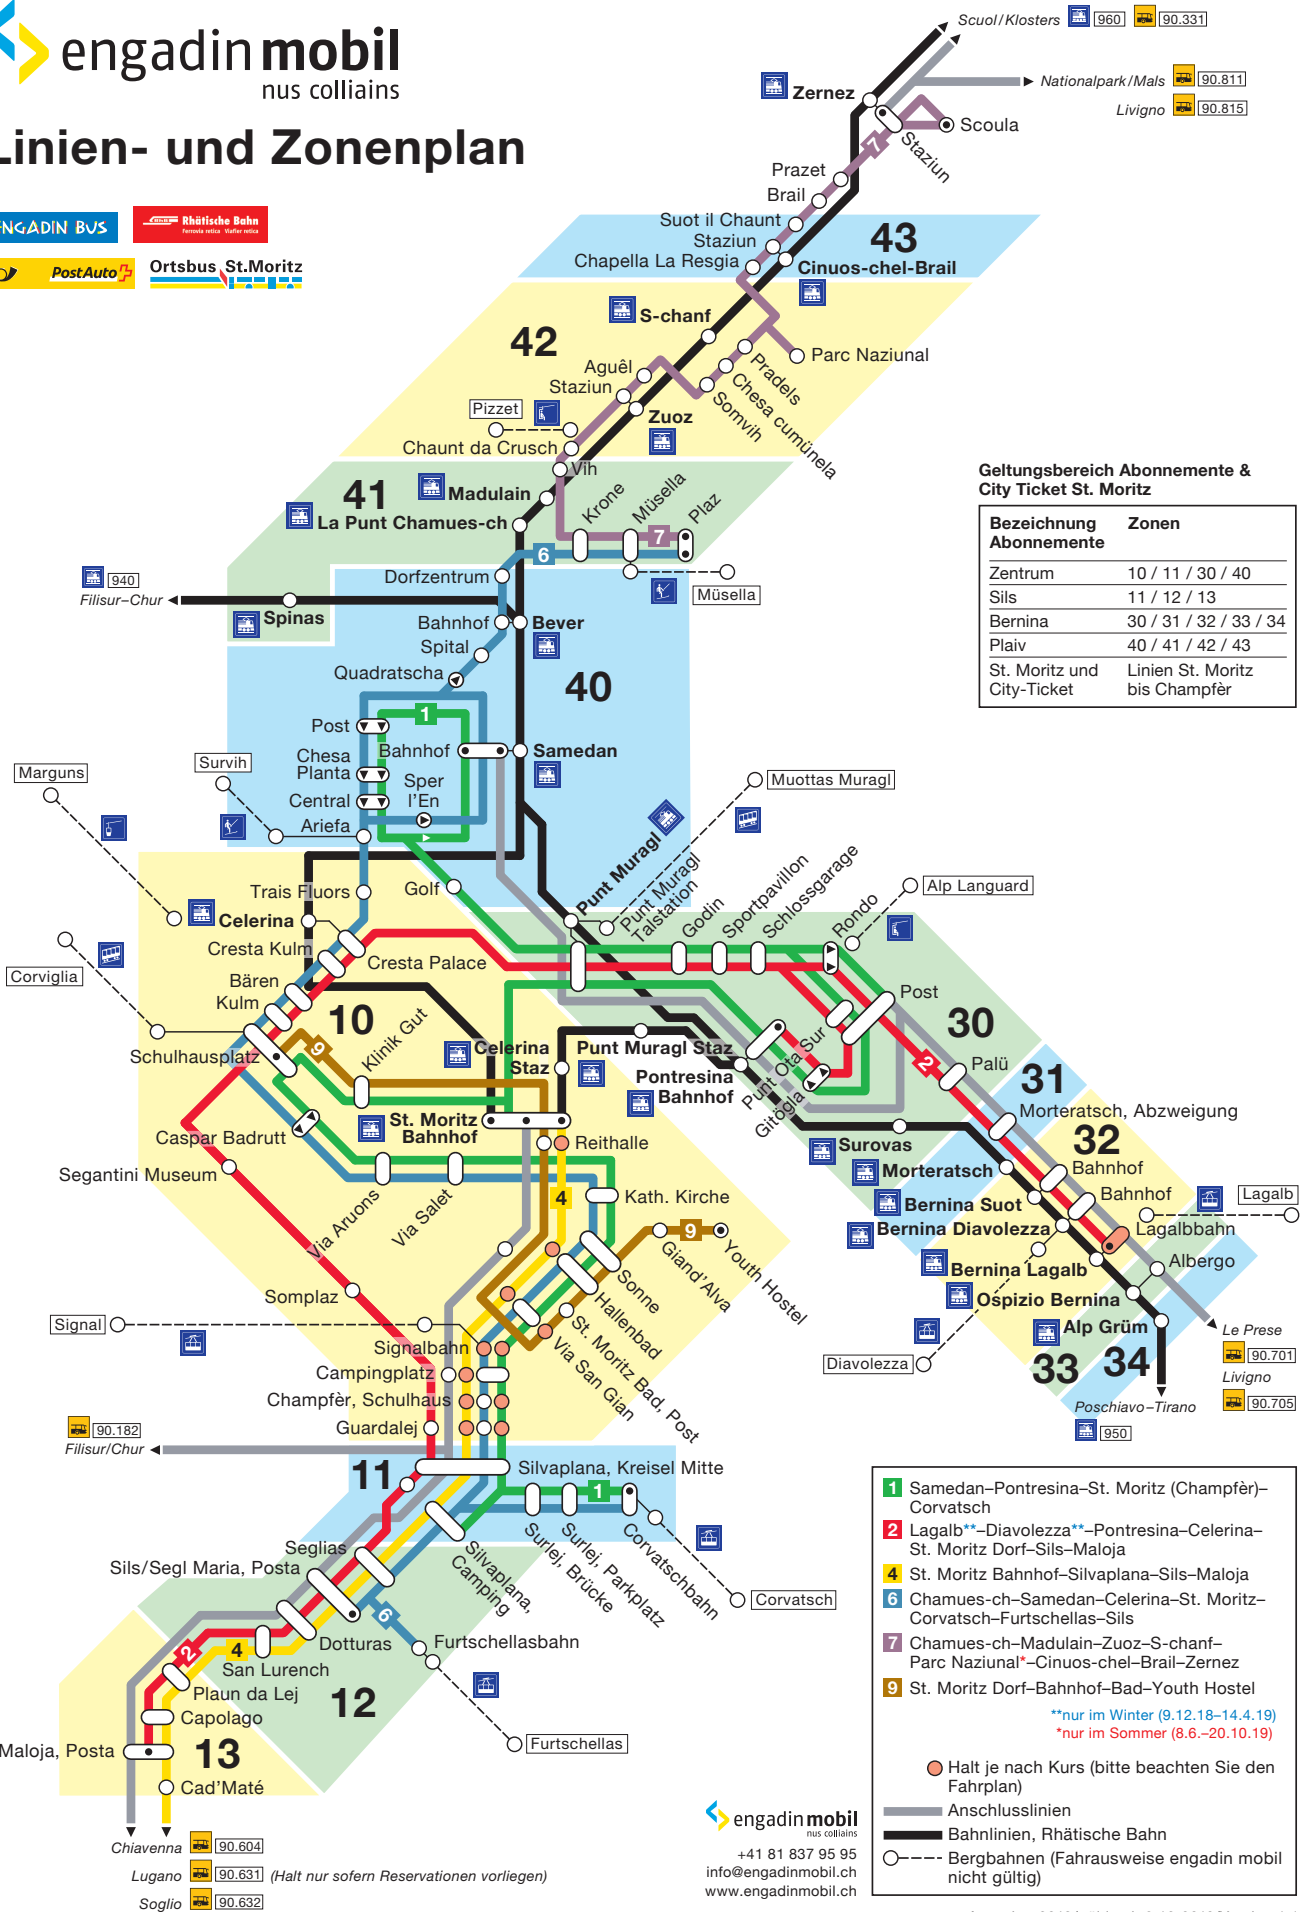 engadin mobil
nus colliains
Linien- und Zonenplan
ENGADIN BUS
Rhätische Bahn
Ferrovia retica Viafier retica
PostAuto
Ortsbus St.Moritz
Scuol/Klosters 960 90.331
Nationalpark/Mals 90.811
Livigno 90.815
Zernez
Scoula
Staziun
7
Prazet
Brail
Suot il Chaunt
Staziun
Chapella La Resgia
43
Cinuos-chel-Brail
S-chanf
42
Parc Naziunal
Pradels
Chesa cumünela
Somvih
Aguêl
Staziun
Zuoz
Pizzet
Chaunt da Crusch
Vih
41
Madulain
La Punt Chamues-ch
Krone
Müsella
Plaz
7
6
Müsella
Dorfzentrum
940
Filisur–Chur
Spinas
Bahnhof
Bever
Spital
Quadratscha
40
1
Post
Bahnhof
Samedan
Chesa
Planta
Sper
l'En
Central
Ariefa
Survih
Marguns
Muottas Muragl
Punt Muragl
Punt Muragl
Talstation
Godin
Sportpavillon
Schlossgarage
Rondo
Alp Languard
Trais Fluors
Golf
Celerina
Cresta Kulm
Cresta Palace
Corviglia
Bären
Kulm
10
Schulhausplatz
9
Klinik Gut
Celerina
Staz
Punt Muragl Staz
Pontresina
Bahnhof
Punt Ota Sur
Gitögla
Post
30
2
Palü
31
Morteratsch, Abzweigung
32
Bahnhof
Bahnhof
Lagalb
Lagalbbahn
Albergo
Surovas
Morteratsch
Bernina Suot
Bernina Diavolezza
Bernina Lagalb
Ospizio Bernina
Alp Grüm
33
34
Diavolezza
Le Prese
90.701
Livigno
90.705
Poschiavo–Tirano
950
St. Moritz
Bahnhof
Caspar Badrutt
Segantini Museum
Reithalle
4
Kath. Kirche
Via Aruons
Via Salet
9
Giand'Alva
Youth Hostel
Sonne
Hallenbad
St. Moritz Bad, Post
Via San Gian
Somplaz
Signal
Signalbahn
Campingplatz
Champfèr, Schulhaus
Guardalej
90.182
Filisur/Chur
11
Silvaplana, Kreisel Mitte
1
Silvaplana,
Camping
Surlej, Brücke
Surlej, Parkplatz
Corvatschbahn
Corvatsch
Seglias
Sils/Segl Maria, Posta
6
Dotturas
Furtschellasbahn
Furtschellas
2
4
San Lurench
Plaun da Lej
12
Capolago
13
Maloja, Posta
Cad'Maté
Chiavenna 90.604
Lugano 90.631 (Halt nur sofern Reservationen vorliegen)
Soglio 90.632
Geltungsbereich Abonnemente &
City Ticket St. Moritz
Bezeichnung Zonen
Abonnemente
Zentrum 10 / 11 / 30 / 40
Sils 11 / 12 / 13
Bernina 30 / 31 / 32 / 33 / 34
Plaiv 40 / 41 / 42 / 43
St. Moritz und Linien St. Moritz
City-Ticket bis Champfèr
1 Samedan–Pontresina–St. Moritz (Champfèr)–
Corvatsch
2 Lagalb**–Diavolezza**–Pontresina–Celerina–
St. Moritz Dorf–Sils–Maloja
4 St. Moritz Bahnhof–Silvaplana–Sils–Maloja
6 Chamues-ch–Samedan–Celerina–St. Moritz–
Corvatsch–Furtschellas–Sils
7 Chamues-ch–Madulain–Zuoz–S-chanf–
Parc Naziunal*–Cinuos-chel–Brail–Zernez
9 St. Moritz Dorf–Bahnhof–Bad–Youth Hostel
**nur im Winter (9.12.18–14.4.19)
*nur im Sommer (8.6.–20.10.19)
Halt je nach Kurs (bitte beachten Sie den
Fahrplan)
Anschlusslinien
Bahnlinien, Rhätische Bahn
Bergbahnen (Fahrausweise engadin mobil
nicht gültig)
engadin mobil
nus colliains
+41 81 837 95 95
info@engadinmobil.ch
www.engadinmobil.ch